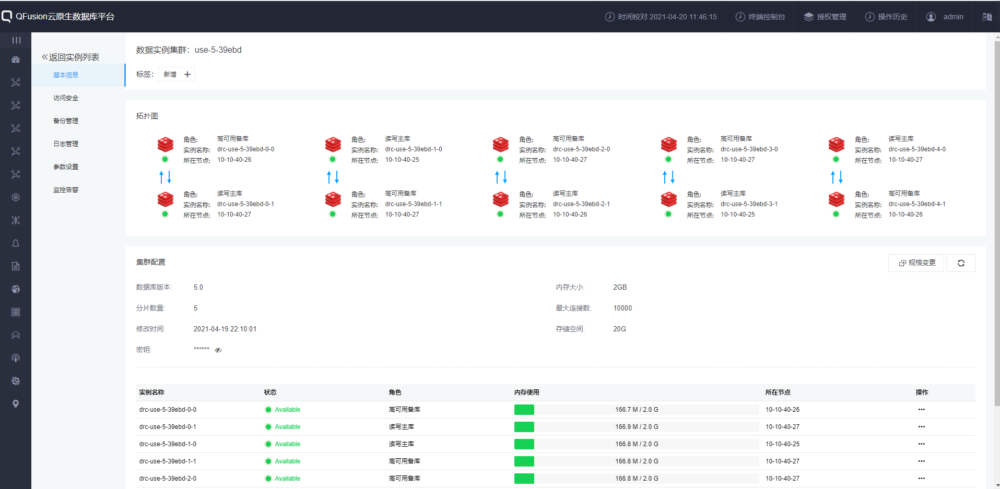 QFusion云原生数据库平台
时间校对 2021-04-20 11:46:15
终端控制台
授权管理
操作历史
admin
返回实例列表
基本信息
访问安全
备份管理
日志管理
参数设置
监控告警
数据实例集群：use-5-39ebd
标签： 新增
拓扑图
角色： 高可用备库
实例名称： drc-use-5-39ebd-0-0
所在节点： 10-10-40-26
角色： 读写主库
实例名称： drc-use-5-39ebd-0-1
所在节点： 10-10-40-27
角色： 读写主库
实例名称： drc-use-5-39ebd-1-0
所在节点： 10-10-40-25
角色： 高可用备库
实例名称： drc-use-5-39ebd-1-1
所在节点： 10-10-40-27
角色： 高可用备库
实例名称： drc-use-5-39ebd-2-0
所在节点： 10-10-40-27
角色： 读写主库
实例名称： drc-use-5-39ebd-2-1
所在节点： 10-10-40-26
角色： 高可用备库
实例名称： drc-use-5-39ebd-3-0
所在节点： 10-10-40-27
角色： 读写主库
实例名称： drc-use-5-39ebd-3-1
所在节点： 10-10-40-25
角色： 读写主库
实例名称： drc-use-5-39ebd-4-0
所在节点： 10-10-40-27
角色： 高可用备库
实例名称： drc-use-5-39ebd-4-1
所在节点： 10-10-40-26
集群配置
规格变更
数据库版本: 5.0
内存大小: 2GB
分片数量: 5
最大连接数: 10000
修改时间: 2021-04-19 22:10:01
存储空间: 20G
密钥: ******
实例名称 状态 角色 内存使用 所在节点 操作
drc-use-5-39ebd-0-0 Available 高可用备库 166.7 M / 2.0 G 10-10-40-26 •••
drc-use-5-39ebd-0-1 Available 读写主库 166.9 M / 2.0 G 10-10-40-27 •••
drc-use-5-39ebd-1-0 Available 读写主库 166.8 M / 2.0 G 10-10-40-25 •••
drc-use-5-39ebd-1-1 Available 高可用备库 166.8 M / 2.0 G 10-10-40-27 •••
drc-use-5-39ebd-2-0 Available 高可用备库 166.8 M / 2.0 G 10-10-40-27 •••